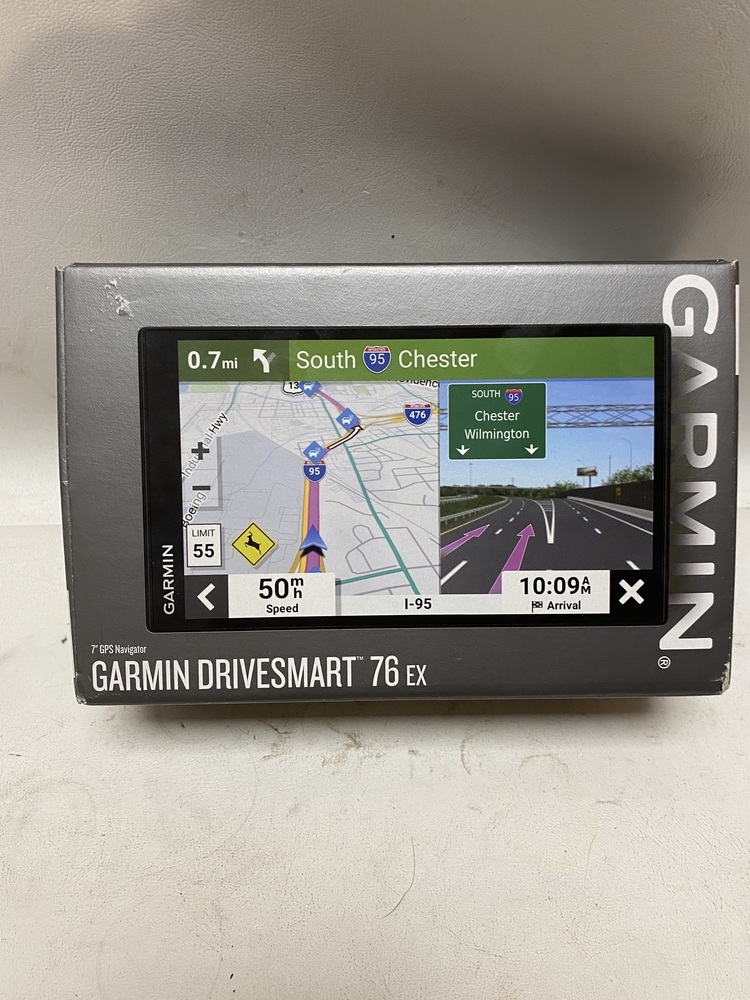 GARMIN®
0.7mi South 95 Chester
13
476
SOUTH 95
Chester
Wilmington
95
LIMIT
55
GARMIN
50mh
Speed
I-95
10:09AM
Arrival
7" GPS Navigator
GARMIN DRIVESMART™ 76 EX